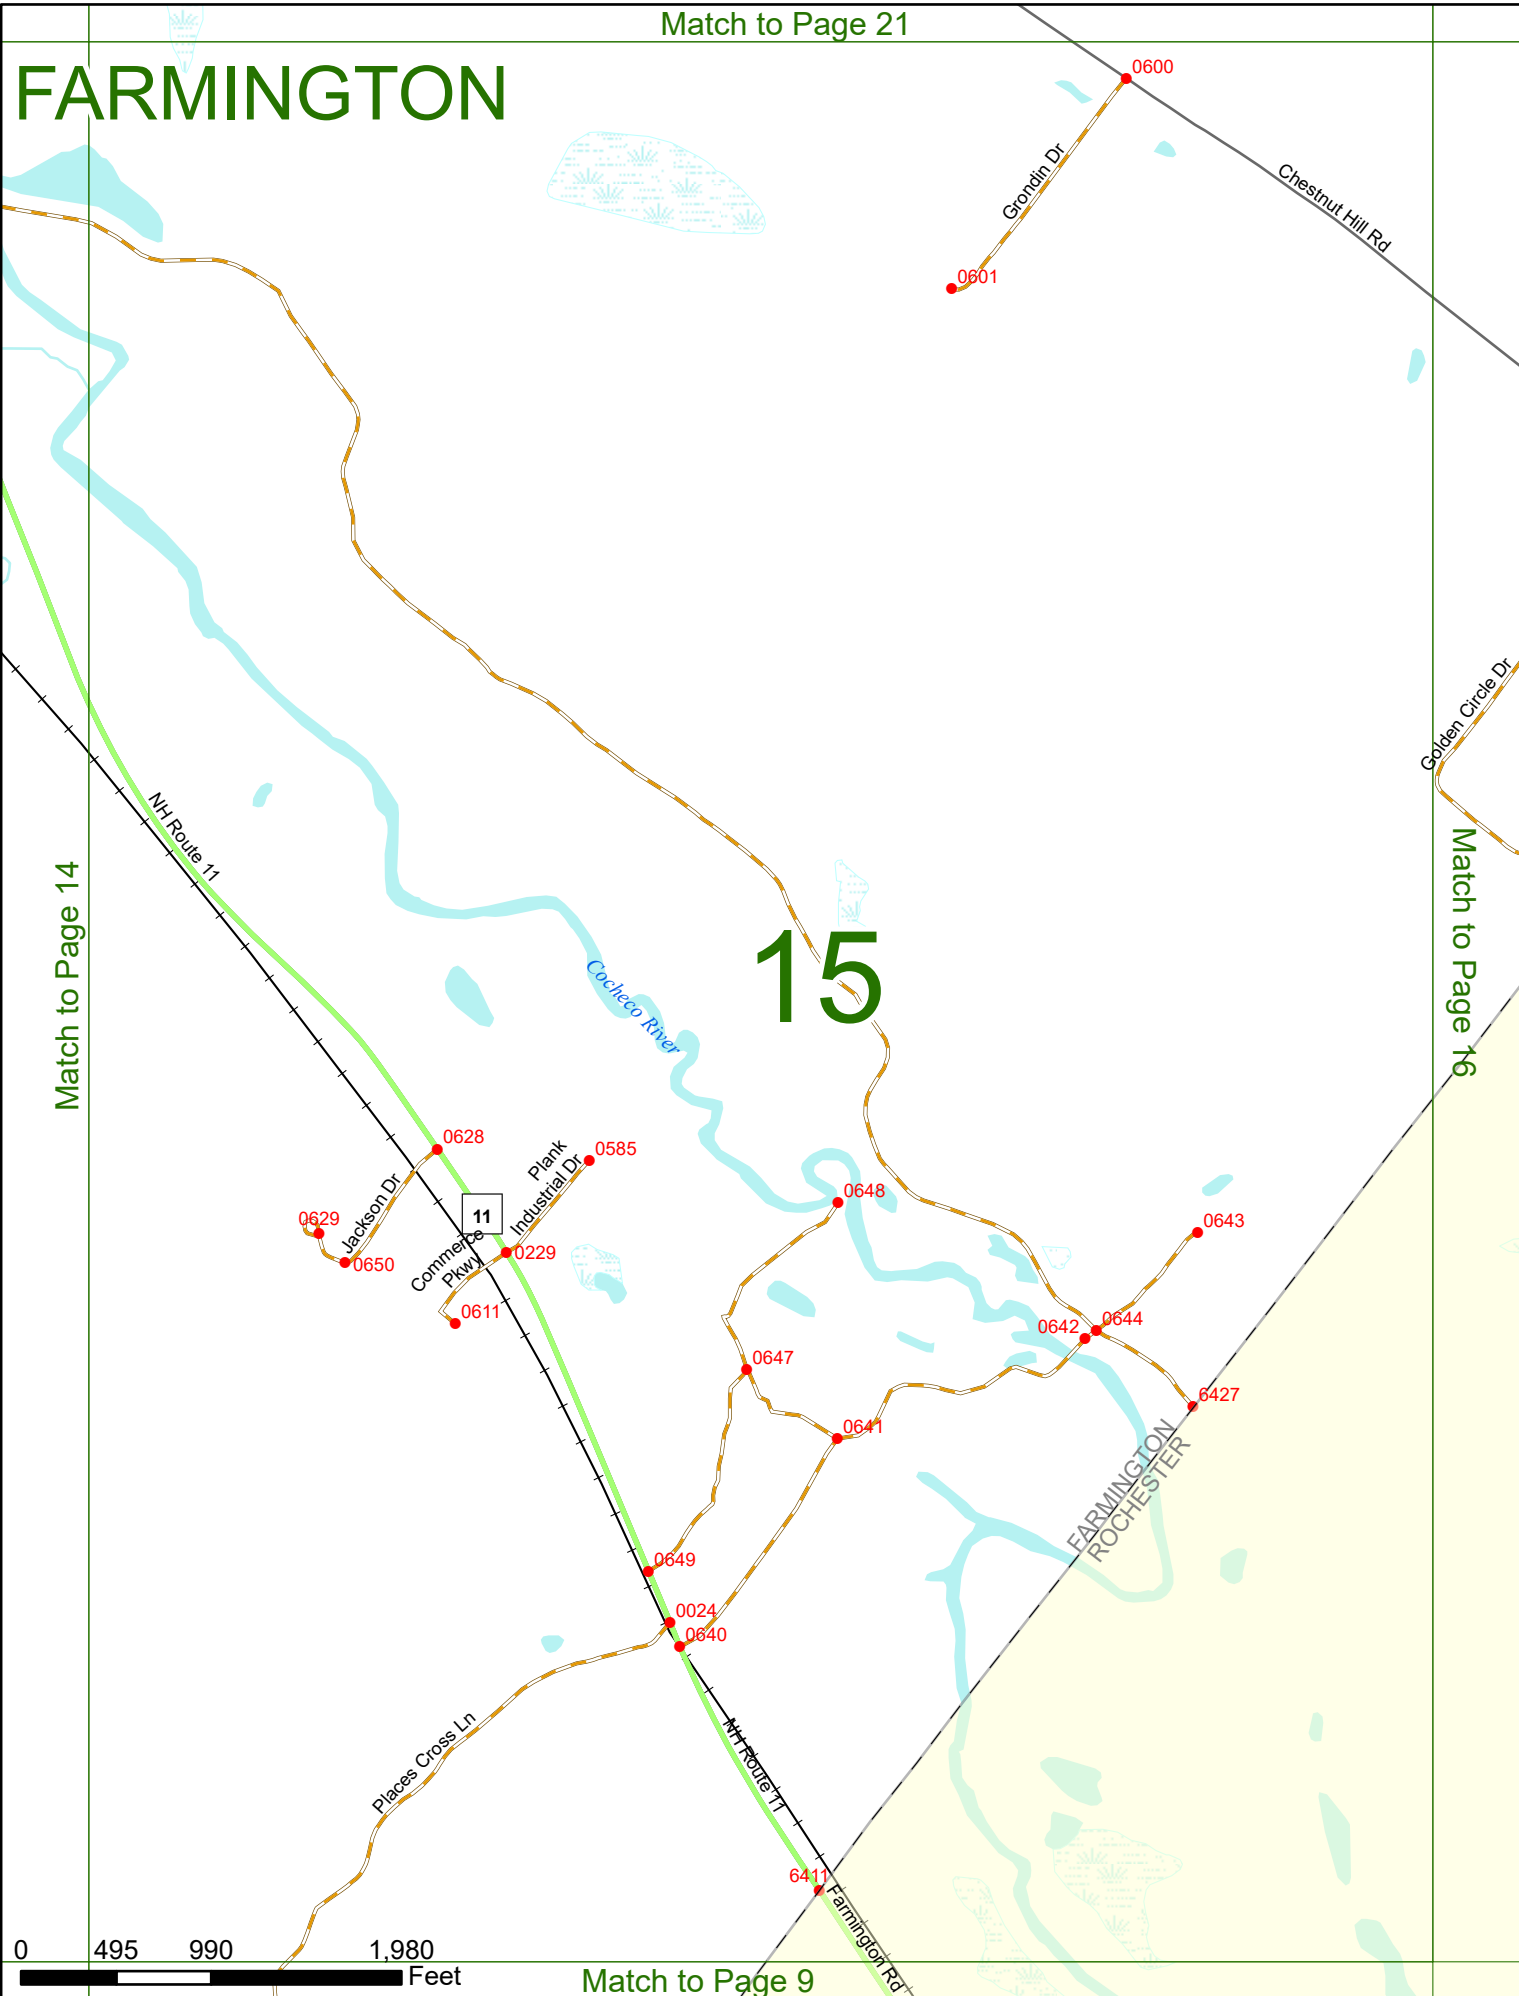 Match to Page 21
FARMINGTON
0600
Grondin Dr
Chestnut Hill Rd
0601
Golden Circle Dr
NH Route 11
Match to Page 14
Match to Page 16
15
Cocheco River
0628
Plank
Industrial Dr
0585
0648
0629
Jackson Dr
11
0643
0650
Commerce
Pkwy
0229
0611
0642
0644
0647
6427
0641
FARMINGTON
ROCHESTER
0649
0024
0640
Places Cross Ln
NH Route 11
6411
Farmington Rd
0 495 990 1,980
Feet
Match to Page 9